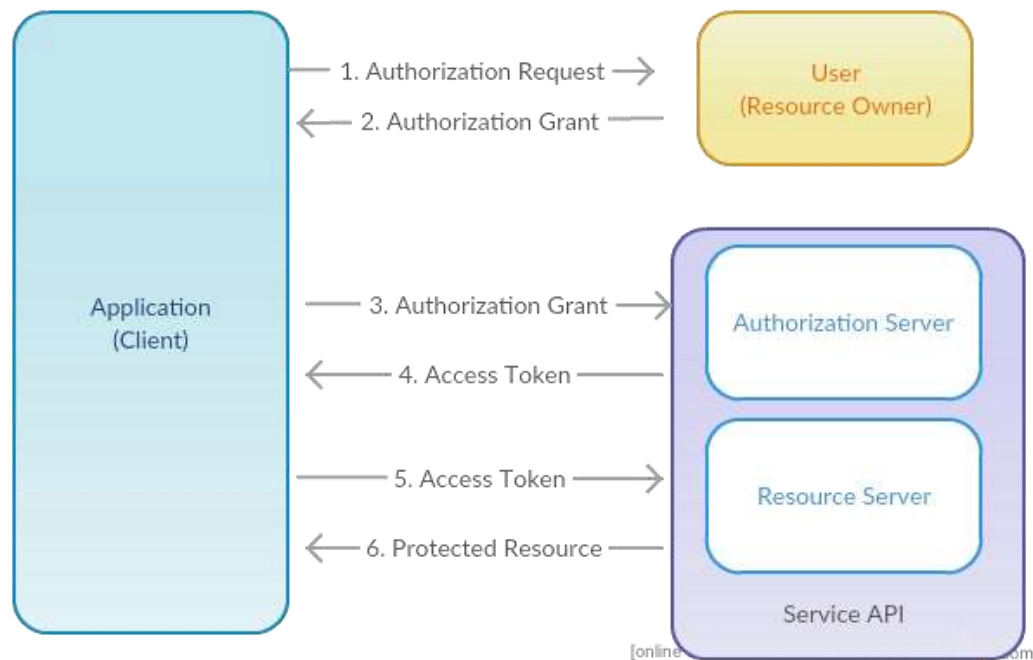 1. Authorization Request
User
(Resource Owner)
2. Authorization Grant
Application
(Client)
3. Authorization Grant
Authorization Server
4. Access Token
5. Access Token
Resource Server
6. Protected Resource
Service API
[online